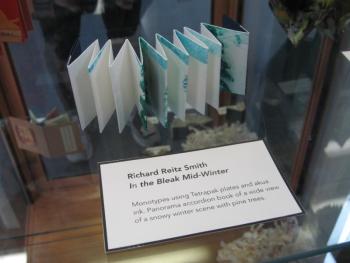 Richard Reitz Smith
In the Bleak Mid-Winter
Monotypes using Tetrapak plates and akua
ink. Panorama accordion book of a wide view
of a snowy winter scene with pine trees.